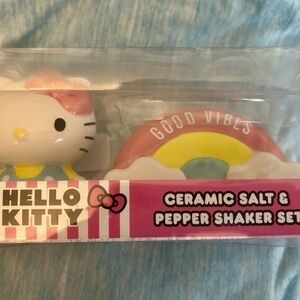 GOOD VIBES
HELLO
KITTY
CERAMIC SALT &
PEPPER SHAKER SET